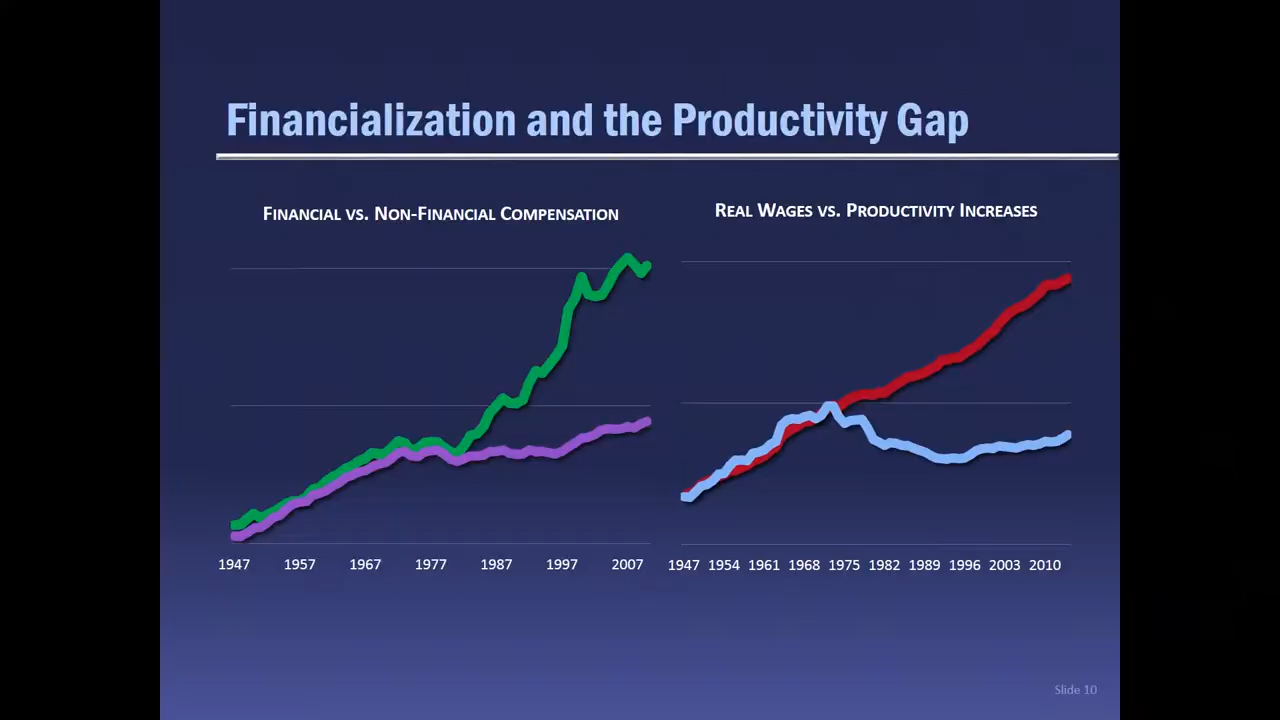 Financialization and the Productivity Gap
FINANCIAL VS. NON-FINANCIAL COMPENSATION
REAL WAGES VS. PRODUCTIVITY INCREASES
1947 1957 1967 1977 1987 1997 2007
1947 1954 1961 1968 1975 1982 1989 1996 2003 2010
Slide 10